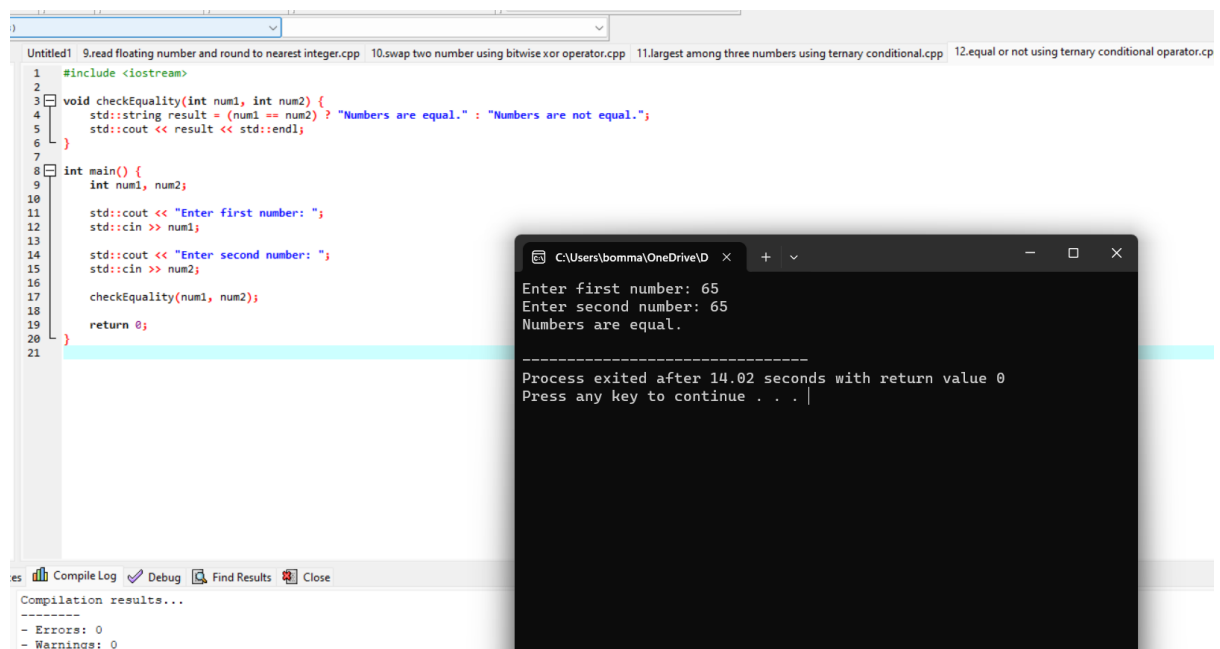 Untitled1 9.read floating number and round to nearest integer.cpp 10.swap two number using bitwise xor operator.cpp 11.largest among three numbers using ternary conditional.cpp 12.equal or not using ternary conditional oparator.cp
1 #include <iostream>
2
3 void checkEquality(int num1, int num2) {
4 std::string result = (num1 == num2) ? "Numbers are equal." : "Numbers are not equal.";
5 std::cout << result << std::endl;
6 }
7
8 int main() {
9 int num1, num2;
10
11 std::cout << "Enter first number: ";
12 std::cin >> num1;
13
14 std::cout << "Enter second number: ";
15 std::cin >> num2;
16
17 checkEquality(num1, num2);
18
19 return 0;
20 }
21
C:\Users\bomma\OneDrive\D
Enter first number: 65
Enter second number: 65
Numbers are equal.
--------------------------------
Process exited after 14.02 seconds with return value 0
Press any key to continue . . .
Compile Log Debug Find Results Close
Compilation results...
--------
- Errors: 0
- Warnings: 0